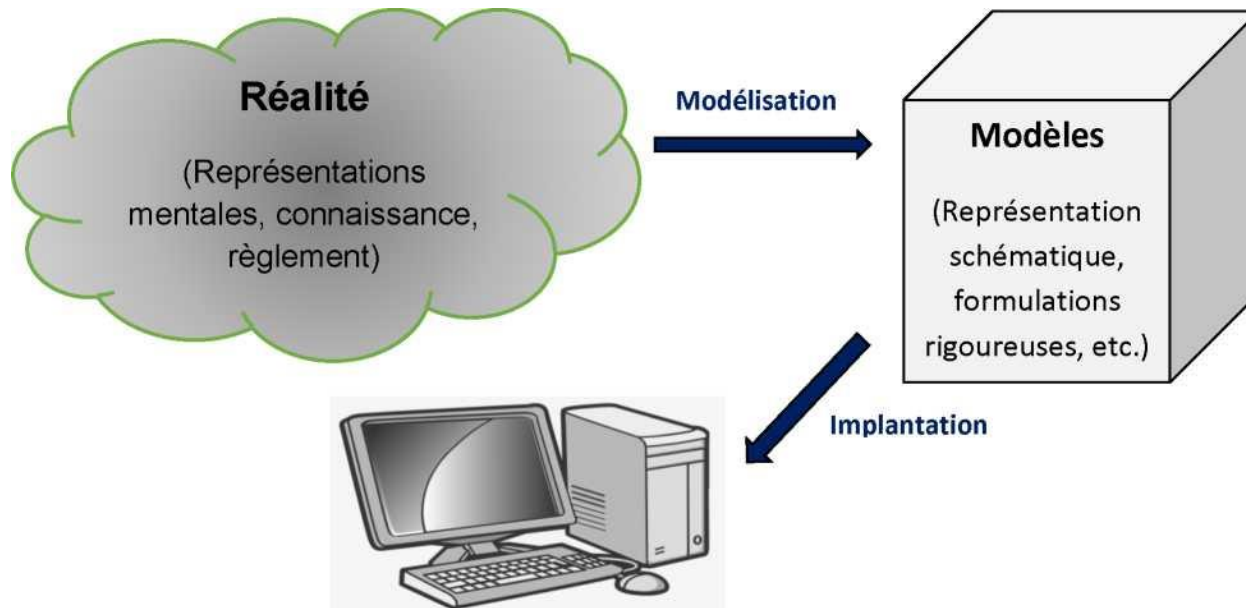 Réalité
(Représentations
mentales, connaissance,
règlement)
Modélisation
Modèles
(Représentation
schématique,
formulations
rigoureuses, etc.)
Implantation